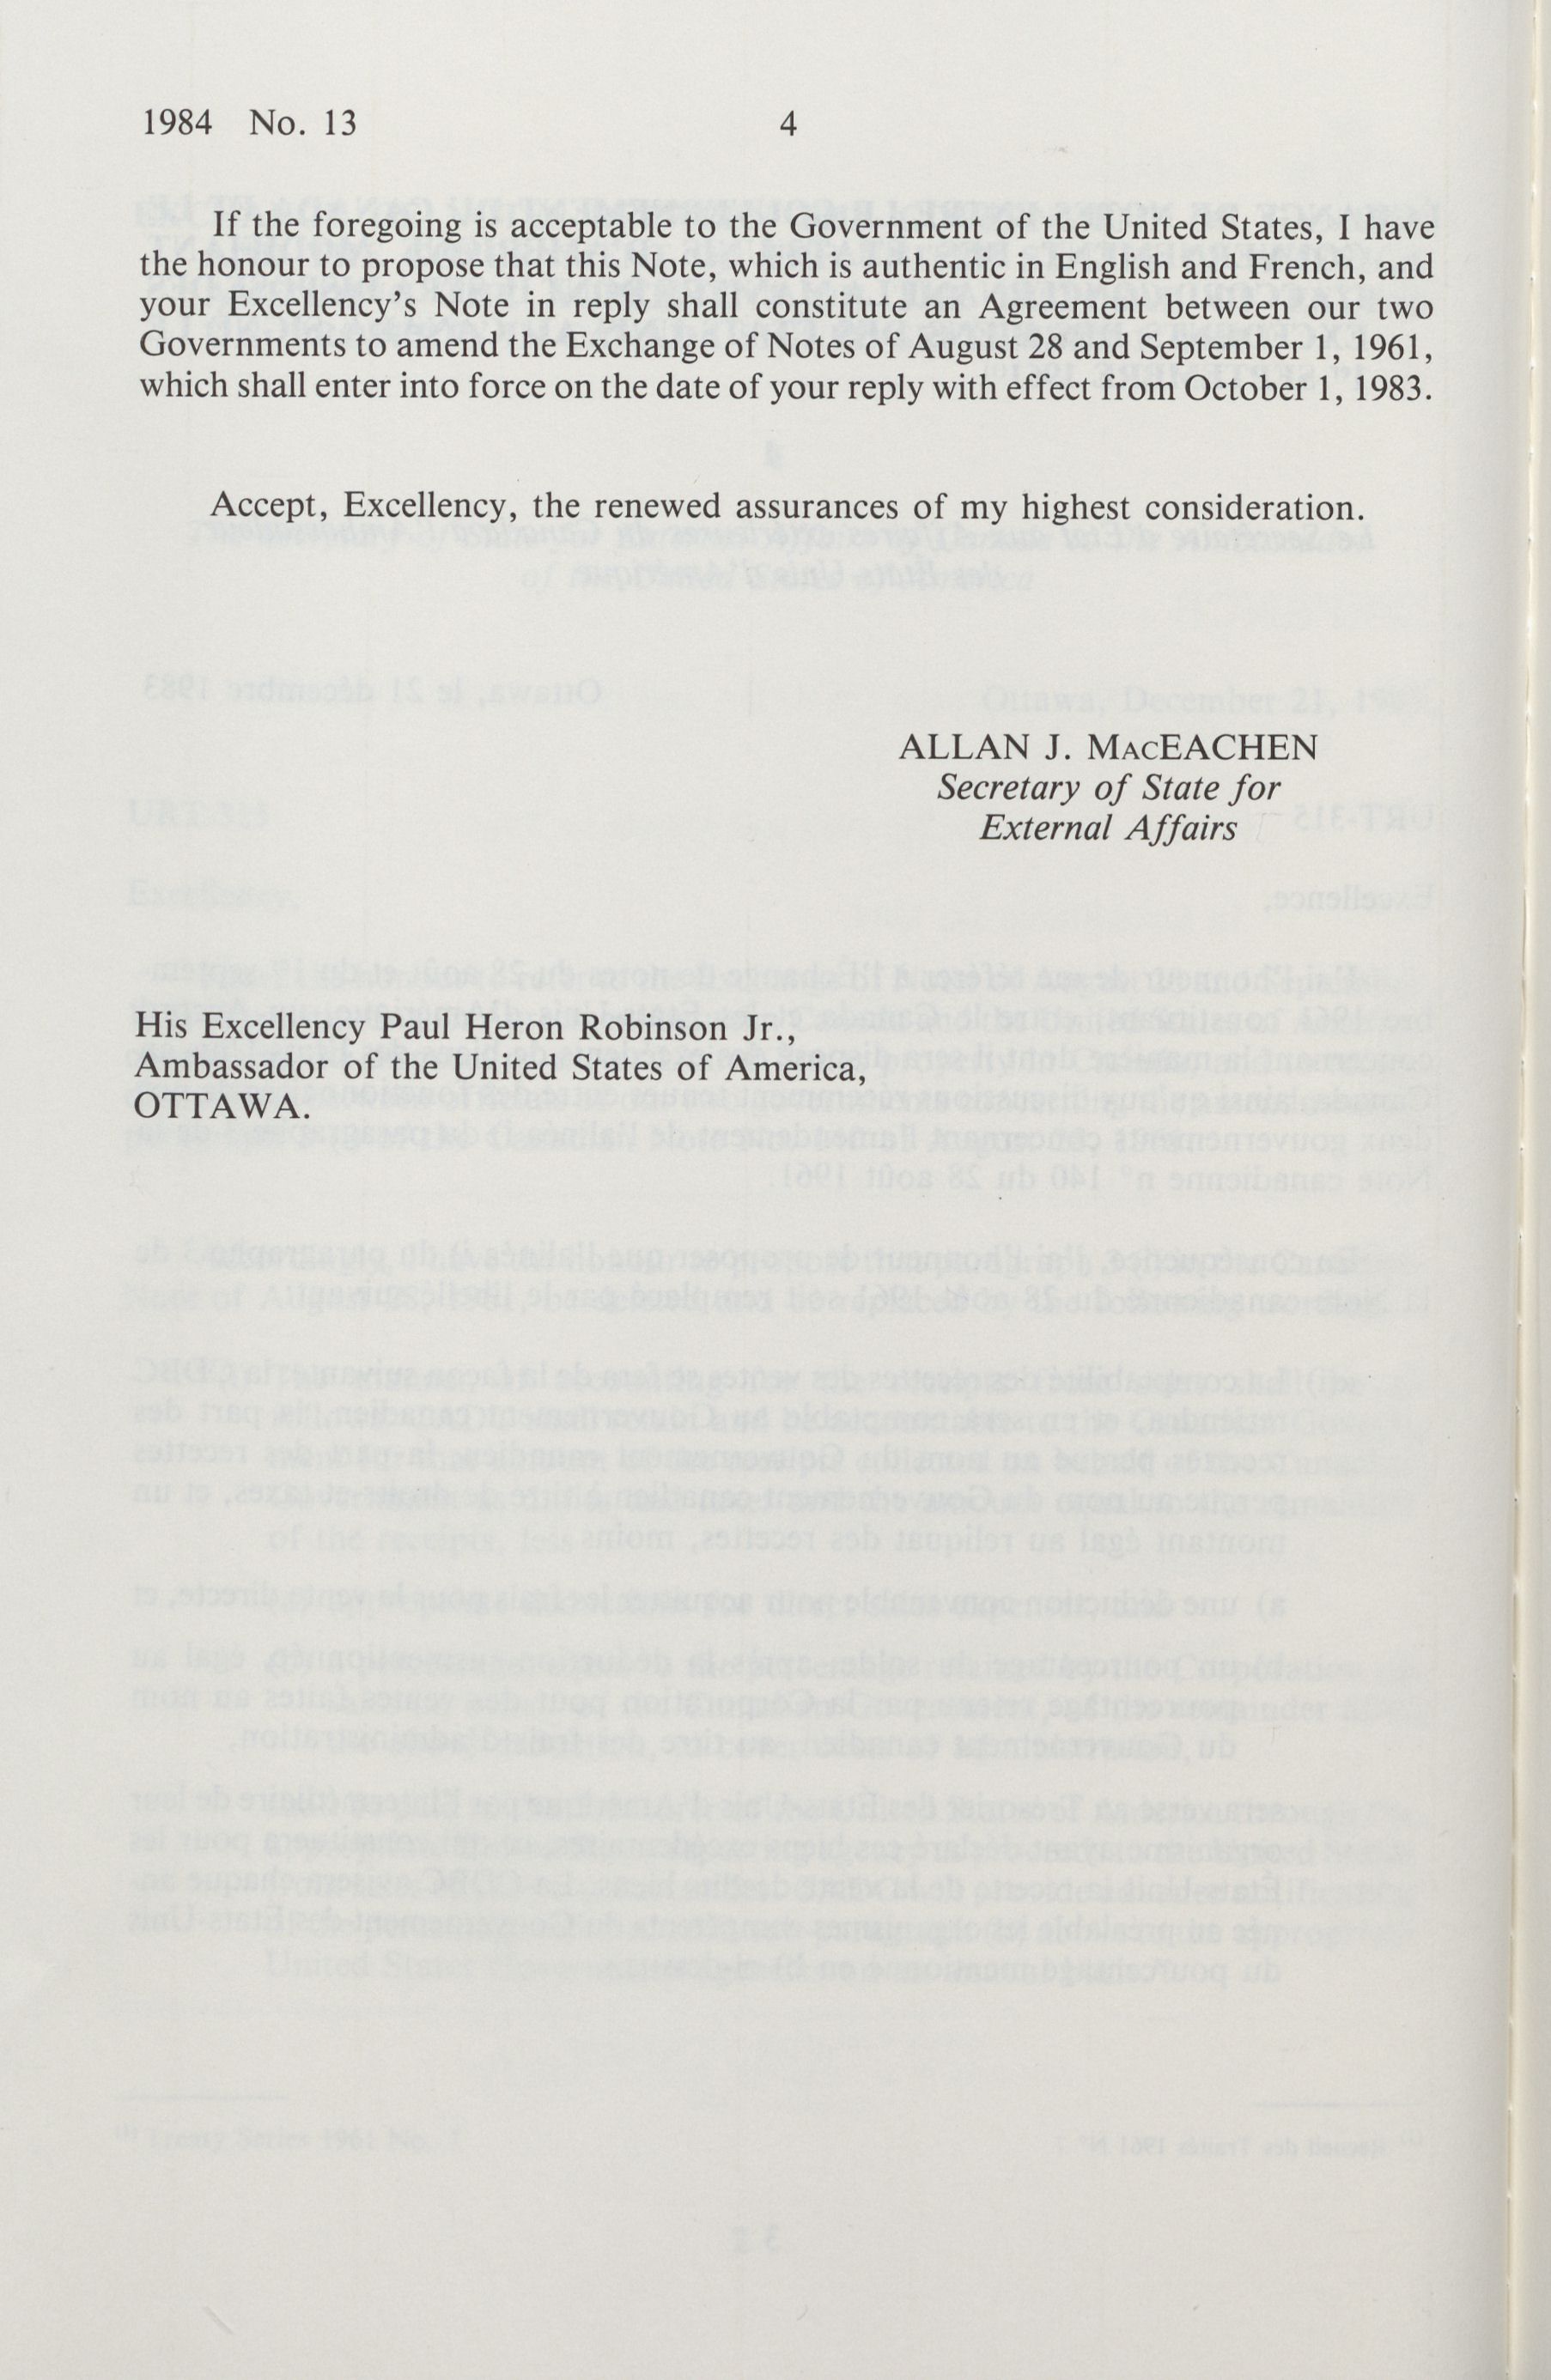 1984 No. 13 4
If the foregoing is acceptable to the Government of the United States, I have
the honour to propose that this Note, which is authentic in English and French, and
your Excellency's Note in reply shall constitute an Agreement between our two
Governments to amend the Exchange of Notes of August 28 and September 1, 1961,
which shall enter into force on the date of your reply with effect from October 1, 1983.
Accept, Excellency, the renewed assurances of my highest consideration.
ALLAN J. MACEACHEN
Secretary of State for
External Affairs
His Excellency Paul Heron Robinson Jr.,
Ambassador of the United States of America,
OTTAWA.